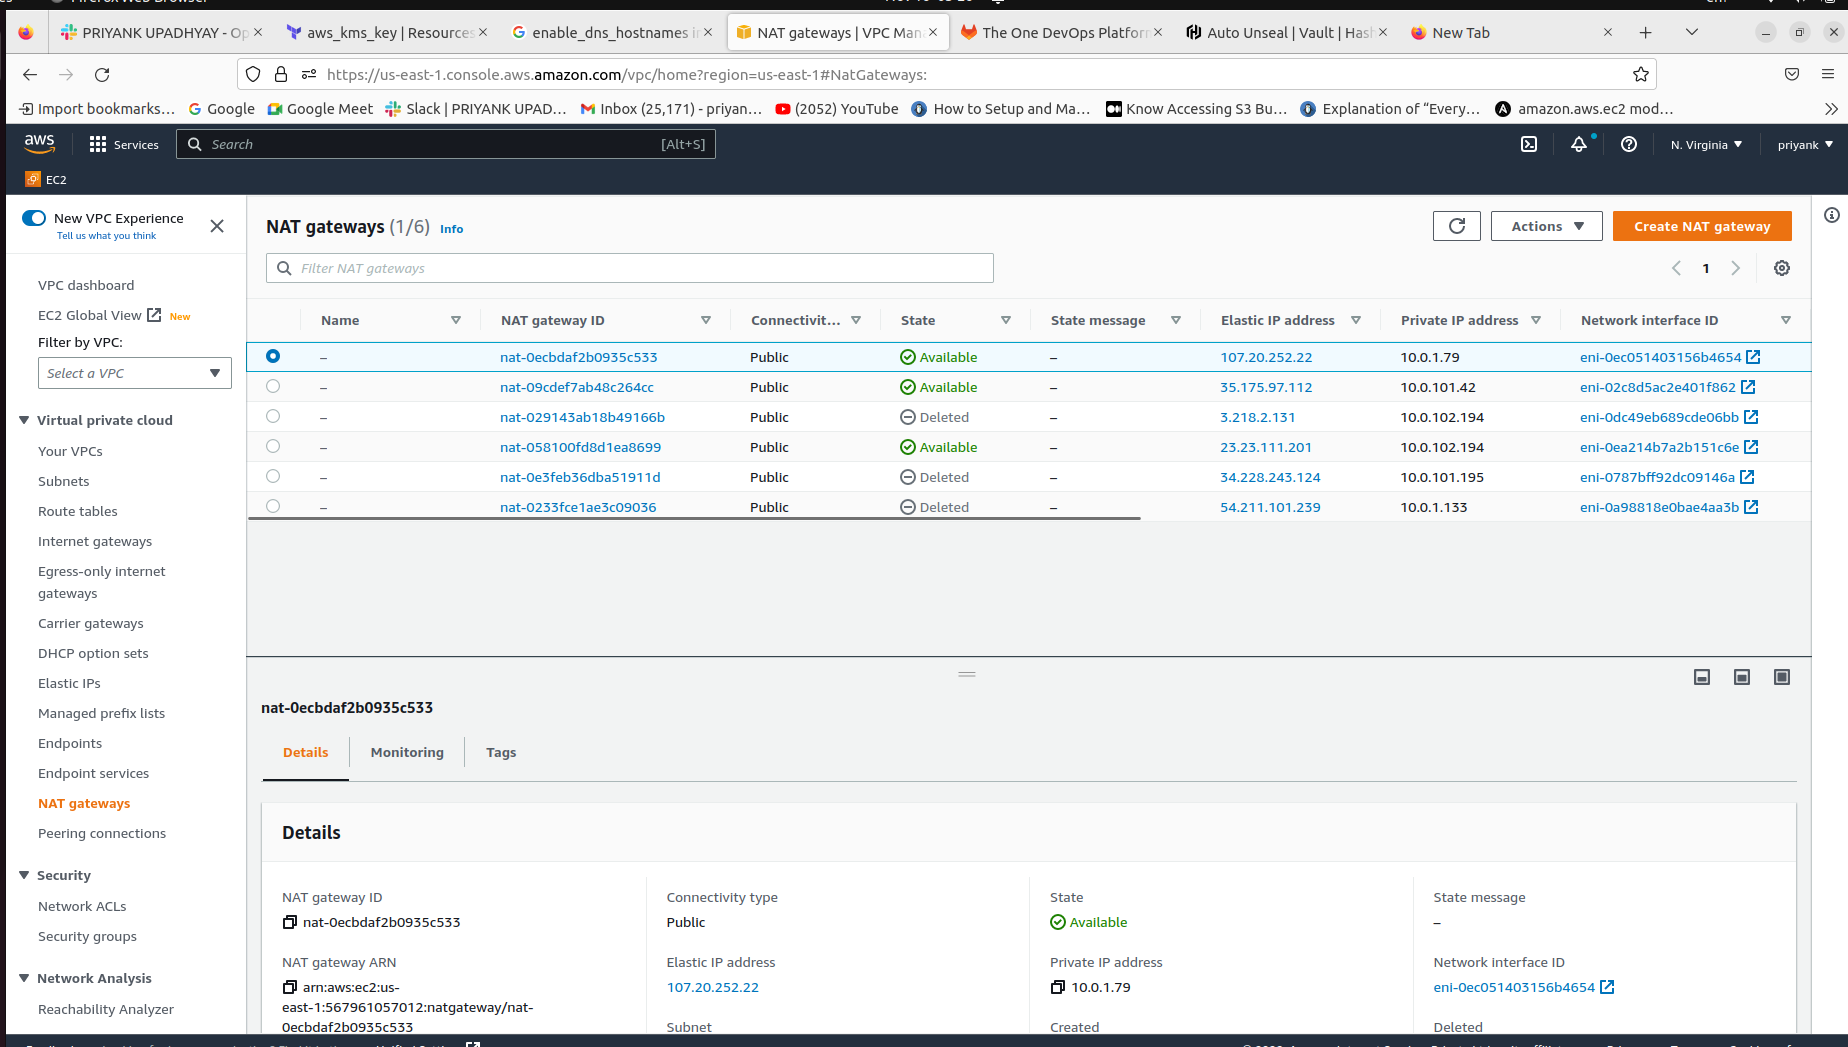 PRIYANK UPADHYAY - Op
aws_kms_key | Resources
enable_dns_hostnames i
NAT gateways | VPC Man
The One DevOps Platfor
Auto Unseal | Vault | Has
New Tab
https://us-east-1.console.aws.amazon.com/vpc/home?region=us-east-1#NatGateways:
Import bookmarks...
Google
Google Meet
Slack | PRIYANK UPAD...
Inbox (25,171) - priyan...
(2052) YouTube
How to Setup and Ma...
Know Accessing S3 Bu...
Explanation of “Every...
amazon.aws.ec2 mod...
aws
Services
Search
[Alt+S]
N. Virginia
priyank
EC2
New VPC Experience
Tell us what you think
VPC dashboard
EC2 Global View New
Filter by VPC:
Select a VPC
Virtual private cloud
Your VPCs
Subnets
Route tables
Internet gateways
Egress-only internet
gateways
Carrier gateways
DHCP option sets
Elastic IPs
Managed prefix lists
Endpoints
Endpoint services
NAT gateways
Peering connections
Security
Network ACLs
Security groups
Network Analysis
Reachability Analyzer
NAT gateways (1/6) Info
Actions
Create NAT gateway
Filter NAT gateways
1
Name NAT gateway ID Connectivit... State State message Elastic IP address Private IP address Network interface ID
– nat-0ecbdaf2b0935c533 Public Available – 107.20.252.22 10.0.1.79 eni-0ec051403156b4654
– nat-09cdef7ab48c264cc Public Available – 35.175.97.112 10.0.101.42 eni-02c8d5ac2e401f862
– nat-029143ab18b49166b Public Deleted – 3.218.2.131 10.0.102.194 eni-0dc49eb689cde06bb
– nat-058100fd8d1ea8699 Public Available – 23.23.111.201 10.0.102.194 eni-0ea214b7a2b151c6e
– nat-0e3feb36dba51911d Public Deleted – 34.228.243.124 10.0.101.195 eni-0787bff92dc09146a
– nat-0233fce1ae3c09036 Public Deleted – 54.211.101.239 10.0.1.133 eni-0a98818e0bae4aa3b
nat-0ecbdaf2b0935c533
Details
Monitoring
Tags
Details
NAT gateway ID
nat-0ecbdaf2b0935c533
NAT gateway ARN
arn:aws:ec2:us-
east-1:567961057012:natgateway/nat-
0ecbdaf2b0935c533
Connectivity type
Public
Elastic IP address
107.20.252.22
Subnet
State
Available
Private IP address
10.0.1.79
Created
State message
–
Network interface ID
eni-0ec051403156b4654
Deleted